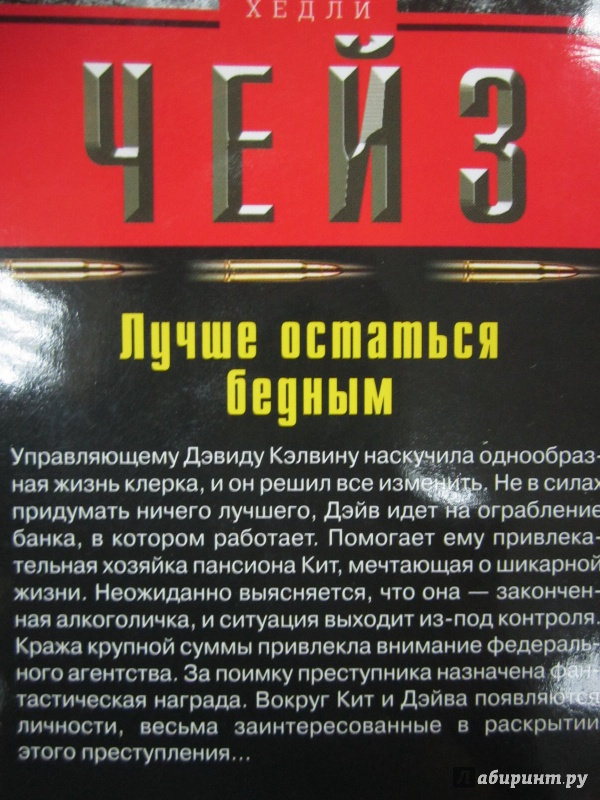 ХЕДЛИ
ЧЕЙЗ
Лучше остаться
бедным
Управляющему Дэвиду Кэлвину наскучила однообраз-
ная жизнь клерка, и он решил все изменить. Не в силах
придумать ничего лучшего, Дэйв идет на ограбление
банка, в котором работает. Помогает ему привлека-
тельная хозяйка пансиона Кит, мечтающая о шикарной
жизни. Неожиданно выясняется, что она — закончен-
ная алкоголичка, и ситуация выходит из-под контроля.
Кража крупной суммы привлекла внимание федераль-
ного агентства. За поимку преступника назначена фан-
тастическая награда. Вокруг Кит и Дэйва появляются
личности, весьма заинтересованные в раскрытии
этого преступления...
Лабиринт.ру